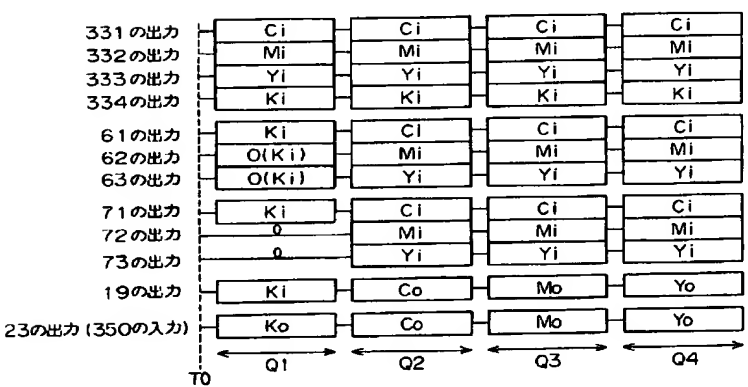 331の出力 Ci Ci Ci Ci
332の出力 Mi Mi Mi Mi
333の出力 Yi Yi Yi Yi
334の出力 Ki Ki Ki Ki
61の出力 Ki Cl Ci Ci
62の出力 O(Ki) Mi Mi Mi
63の出力 O(Ki) Yi Yi Yi
71の出力 Ki Ci Ci Ci
72の出力 0 Mi Mi Mi
73の出力 0 Yi Yi Yi
19の出力 Ki Co Mo Yo
23の出力 (350の入力) Ko Co Mo Yo
Q1 Q2 Q3 Q4
T0